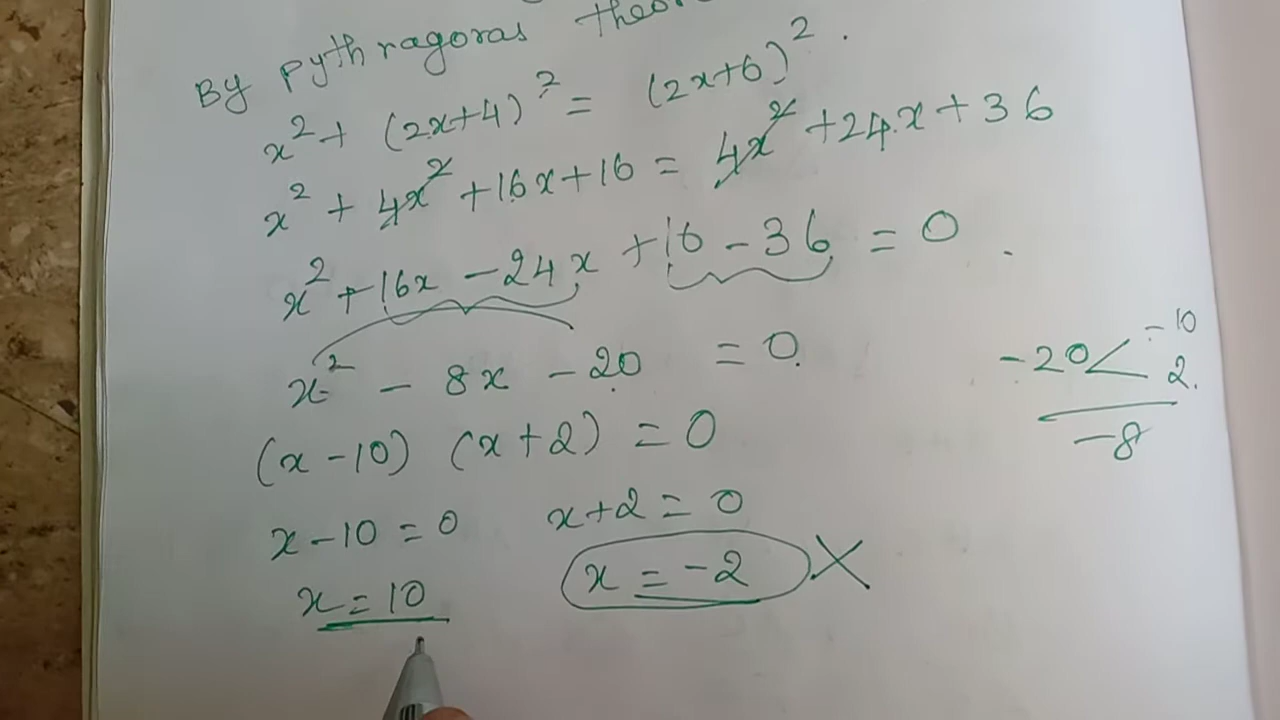 By pythragoras theo
x² + (2x+4)² = (2x+6)².
x² + 4x² + 16x + 16 = 4x² + 24x + 36
x² + 16x - 24x + 16 - 36 = 0
x² - 8x - 20 = 0
(x - 10) (x + 2) = 0
x - 10 = 0 x + 2 = 0
x = 10 x = -2 X
-20 < -10
2
-8